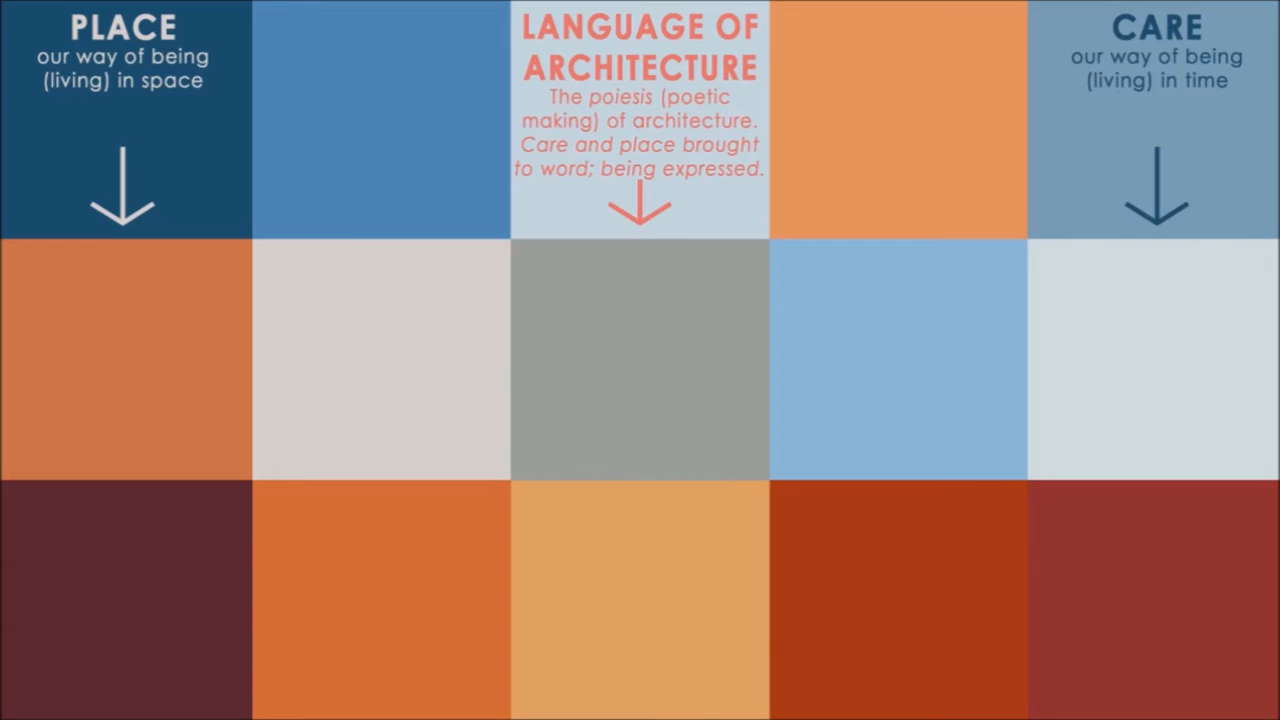 PLACE
our way of being
(living) in space
LANGUAGE OF
ARCHITECTURE
The poiesis (poetic
making) of architecture.
Care and place brought
to word; being expressed.
CARE
our way of being
(living) in time